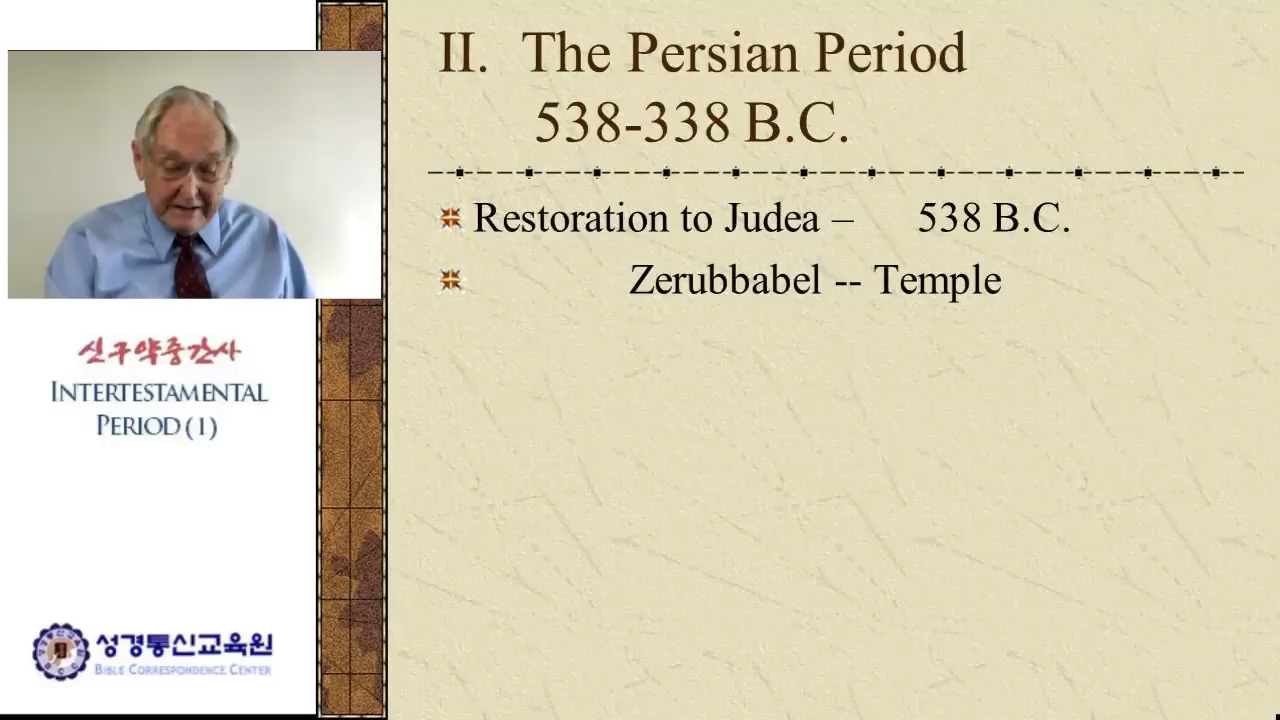 II. The Persian Period
538-338 B.C.
Restoration to Judea – 538 B.C.
Zerubbabel -- Temple
신구약중간사
INTERTESTAMENTAL
PERIOD (1)
성경통신교육원
BIBLE CORRESPONDENCE CENTER